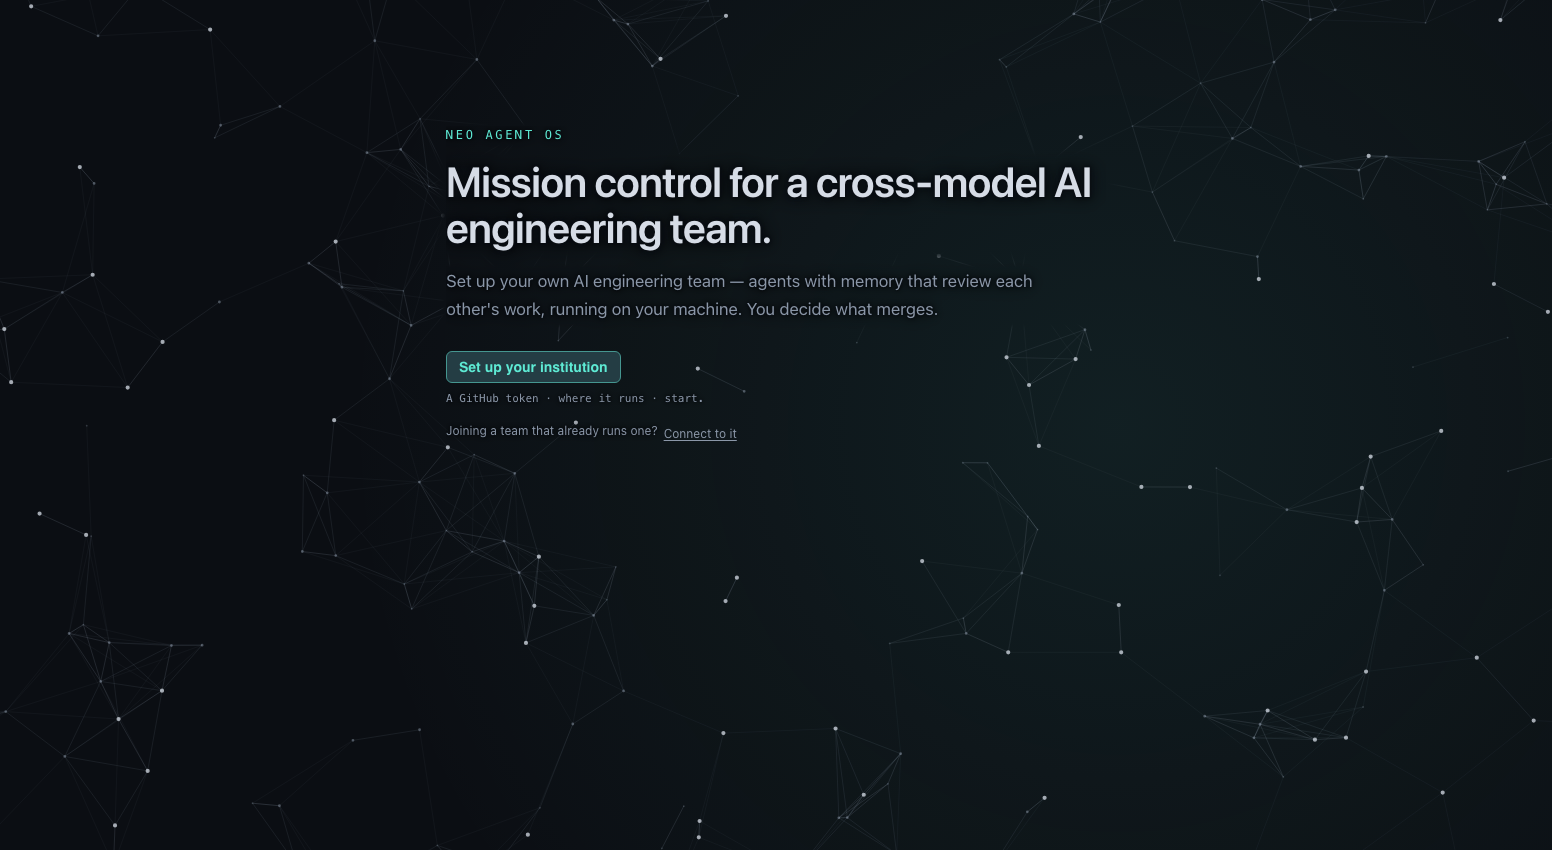 NEO AGENT OS
Mission control for a cross-model AI
engineering team.
Set up your own AI engineering team — agents with memory that review each
other's work, running on your machine. You decide what merges.
Set up your institution
A GitHub token · where it runs · start.
Joining a team that already runs one? Connect to it